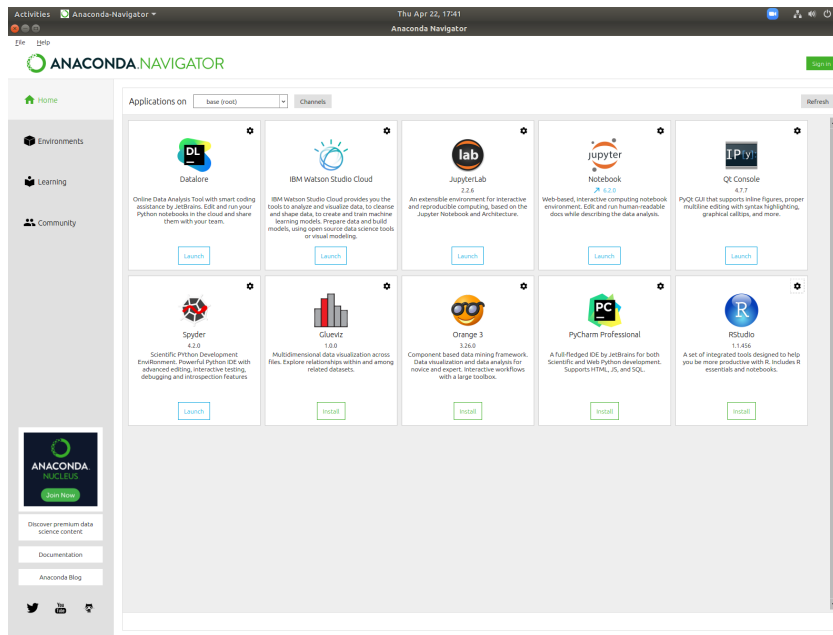 Activities Anaconda-Navigator
Thu Apr 22, 17:41
Anaconda Navigator
File Help
ANACONDA.NAVIGATOR
Sign in
Home
Environments
Learning
Community
Applications on base (root) Channels Refresh
DL
Datalore
Online Data Analysis Tool with smart coding
assistance by JetBrains. Edit and run your
Python notebooks in the cloud and share
them with your team.
Launch
IBM Watson Studio Cloud
IBM Watson Studio Cloud provides you the
tools to analyze and visualize data, to cleanse
and shape data, to create and train machine
learning models. Prepare data and build
models, using open source data science tools
or visual modeling.
Launch
lab
JupyterLab
2.2.6
An extensible environment for interactive
and reproducible computing, based on the
Jupyter Notebook and Architecture.
Launch
jupyter
Notebook
6.2.0
Web-based, interactive computing notebook
environment. Edit and run human-readable
docs while describing the data analysis.
Launch
IP[y]:
Qt Console
4.7.7
PyQt GUI that supports inline figures, proper
multiline editing with syntax highlighting,
graphical calltips, and more.
Launch
Spyder
4.2.0
Scientific PYthon Development
EnviRonment. Powerful Python IDE with
advanced editing, interactive testing,
debugging and introspection features
Launch
Glueviz
1.0.0
Multidimensional data visualization across
files. Explore relationships within and among
related datasets.
Install
Orange 3
3.26.0
Component based data mining framework.
Data visualization and data analysis for
novice and expert. Interactive workflows
with a large toolbox.
Install
PC
PyCharm Professional
A full-fledged IDE by JetBrains for both
Scientific and Web Python development.
Supports HTML, JS, and SQL.
Install
R
RStudio
1.1.456
A set of integrated tools designed to help
you be more productive with R. Includes R
essentials and notebooks.
Install
ANACONDA.
NUCLEUS
Join Now
Discover premium data
science content
Documentation
Anaconda Blog
You
Tube